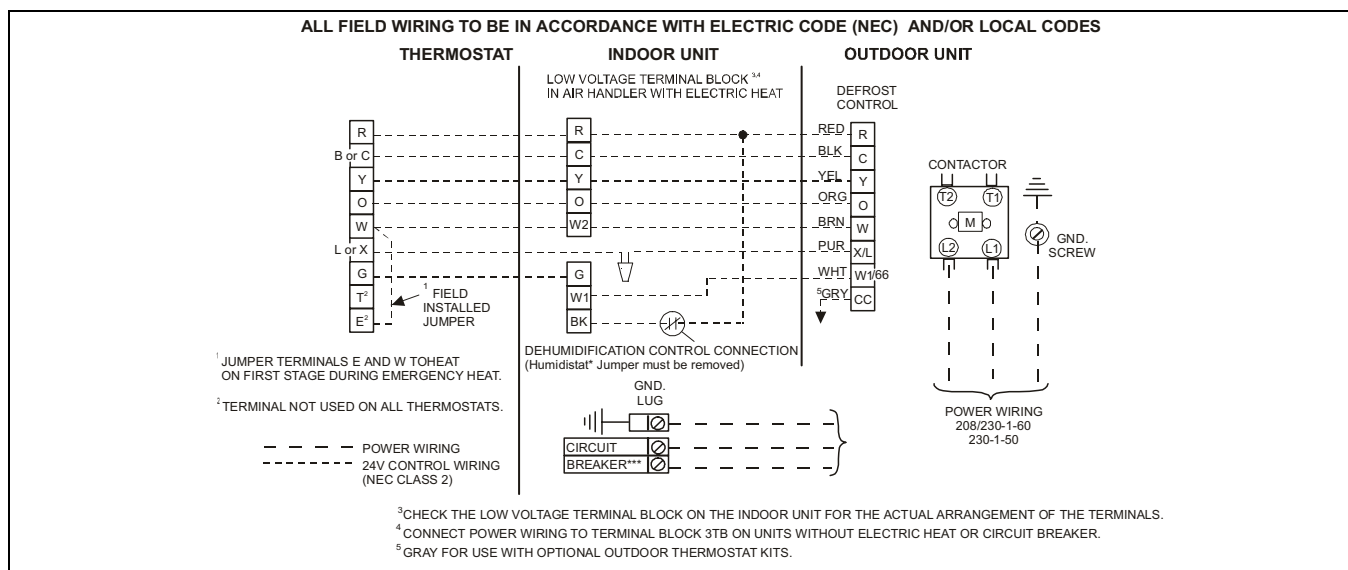 ALL FIELD WIRING TO BE IN ACCORDANCE WITH ELECTRIC CODE (NEC) AND/OR LOCAL CODES
THERMOSTAT
INDOOR UNIT
OUTDOOR UNIT
LOW VOLTAGE TERMINAL BLOCK 3,4
IN AIR HANDLER WITH ELECTRIC HEAT
DEFROST
CONTROL
R
B or C
Y
O
W
L or X
G
T2
E2
1 FIELD
INSTALLED
JUMPER
R
C
Y
O
W2
G
W1
BK
RED R
BLK C
YEL Y
ORG O
BRN W
PUR X/L
WHT W1/66
5GRY CC
CONTACTOR
T2 T1
M
L2 L1
GND.
SCREW
DEHUMIDIFICATION CONTROL CONNECTION
(Humidistat* Jumper must be removed)
1 JUMPER TERMINALS E AND W TOHEAT
ON FIRST STAGE DURING EMERGENCY HEAT.
2 TERMINAL NOT USED ON ALL THERMOSTATS.
POWER WIRING
24V CONTROL WIRING
(NEC CLASS 2)
GND.
LUG
CIRCUIT
BREAKER***
POWER WIRING
208/230-1-60
230-1-50
3CHECK THE LOW VOLTAGE TERMINAL BLOCK ON THE INDOOR UNIT FOR THE ACTUAL ARRANGEMENT OF THE TERMINALS.
4 CONNECT POWER WIRING TO TERMINAL BLOCK 3TB ON UNITS WITHOUT ELECTRIC HEAT OR CIRCUIT BREAKER.
5 GRAY FOR USE WITH OPTIONAL OUTDOOR THERMOSTAT KITS.